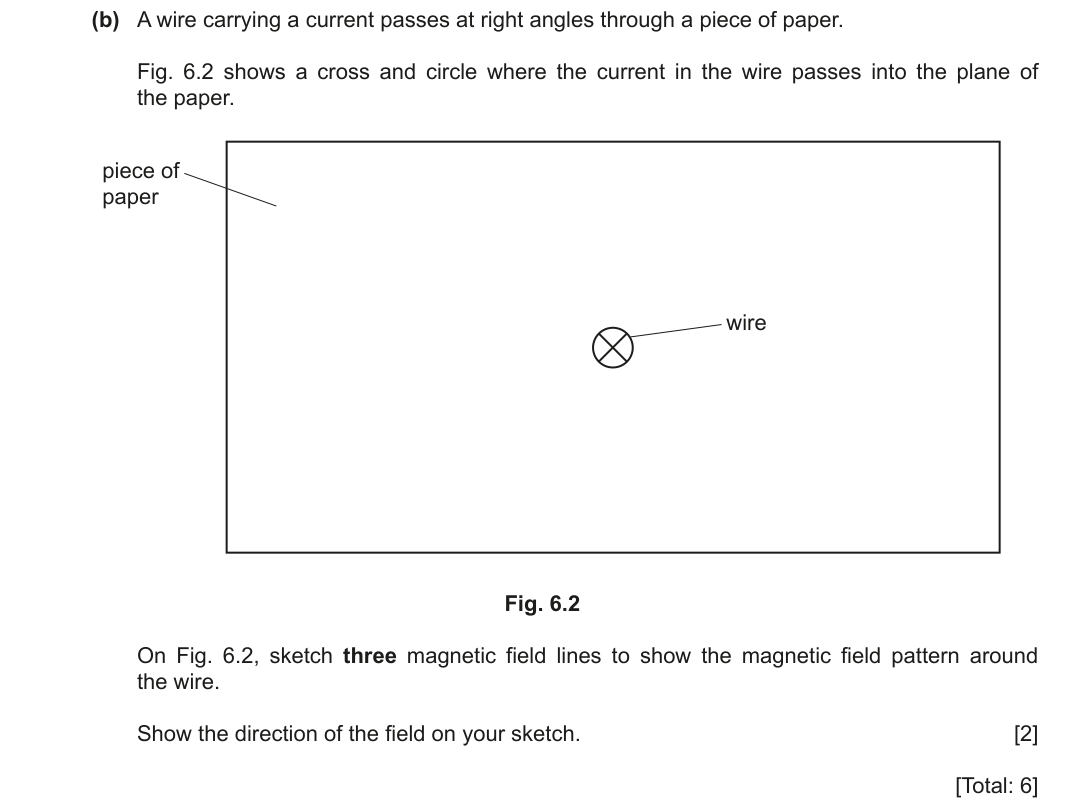 (b) A wire carrying a current passes at right angles through a piece of paper.
Fig. 6.2 shows a cross and circle where the current in the wire passes into the plane of
the paper.
piece of
paper
wire
Fig. 6.2
On Fig. 6.2, sketch three magnetic field lines to show the magnetic field pattern around
the wire.
Show the direction of the field on your sketch. [2]
[Total: 6]